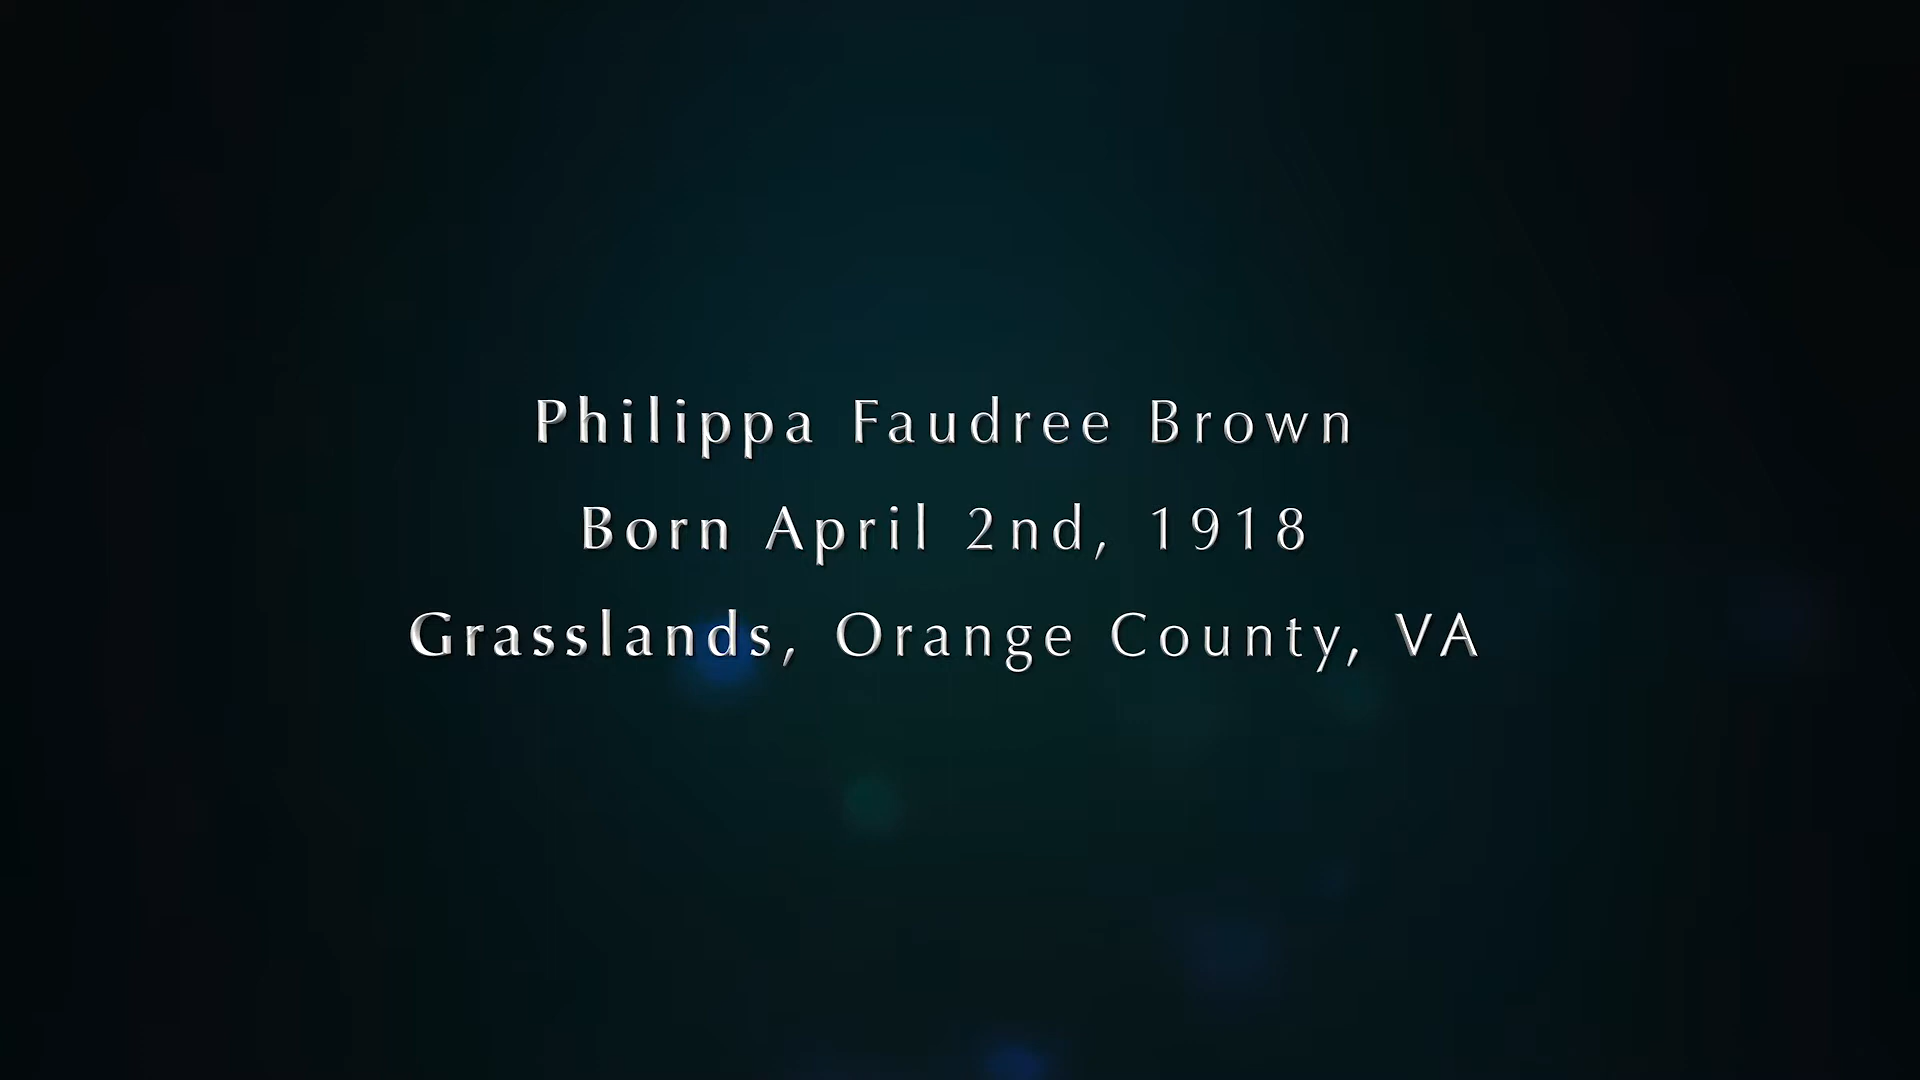 Philippa Faudree Brown
Born April 2nd, 1918
Grasslands, Orange County, VA